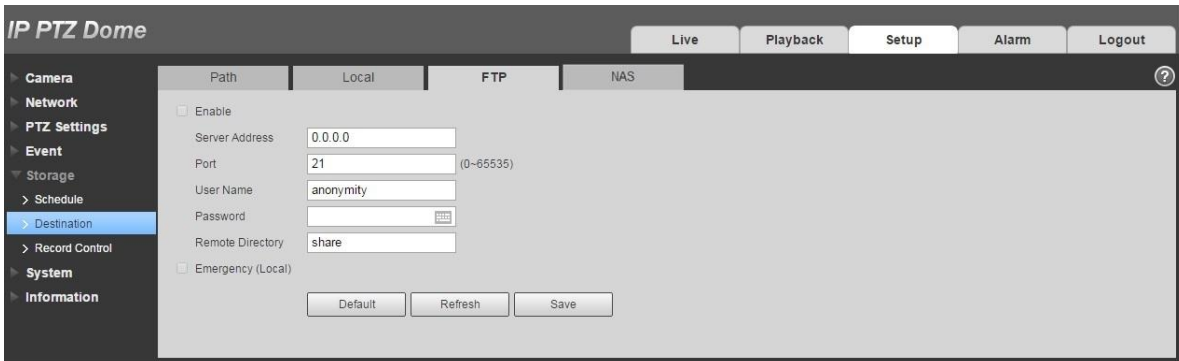 IP PTZ Dome
Live Playback Setup Alarm Logout
Path Local FTP NAS ?
Camera
Network
PTZ Settings
Event
Storage
> Schedule
> Destination
> Record Control
System
Information
Enable
Server Address 0.0.0.0
Port 21 (0~65535)
User Name anonymity
Password
Remote Directory share
Emergency (Local)
Default Refresh Save